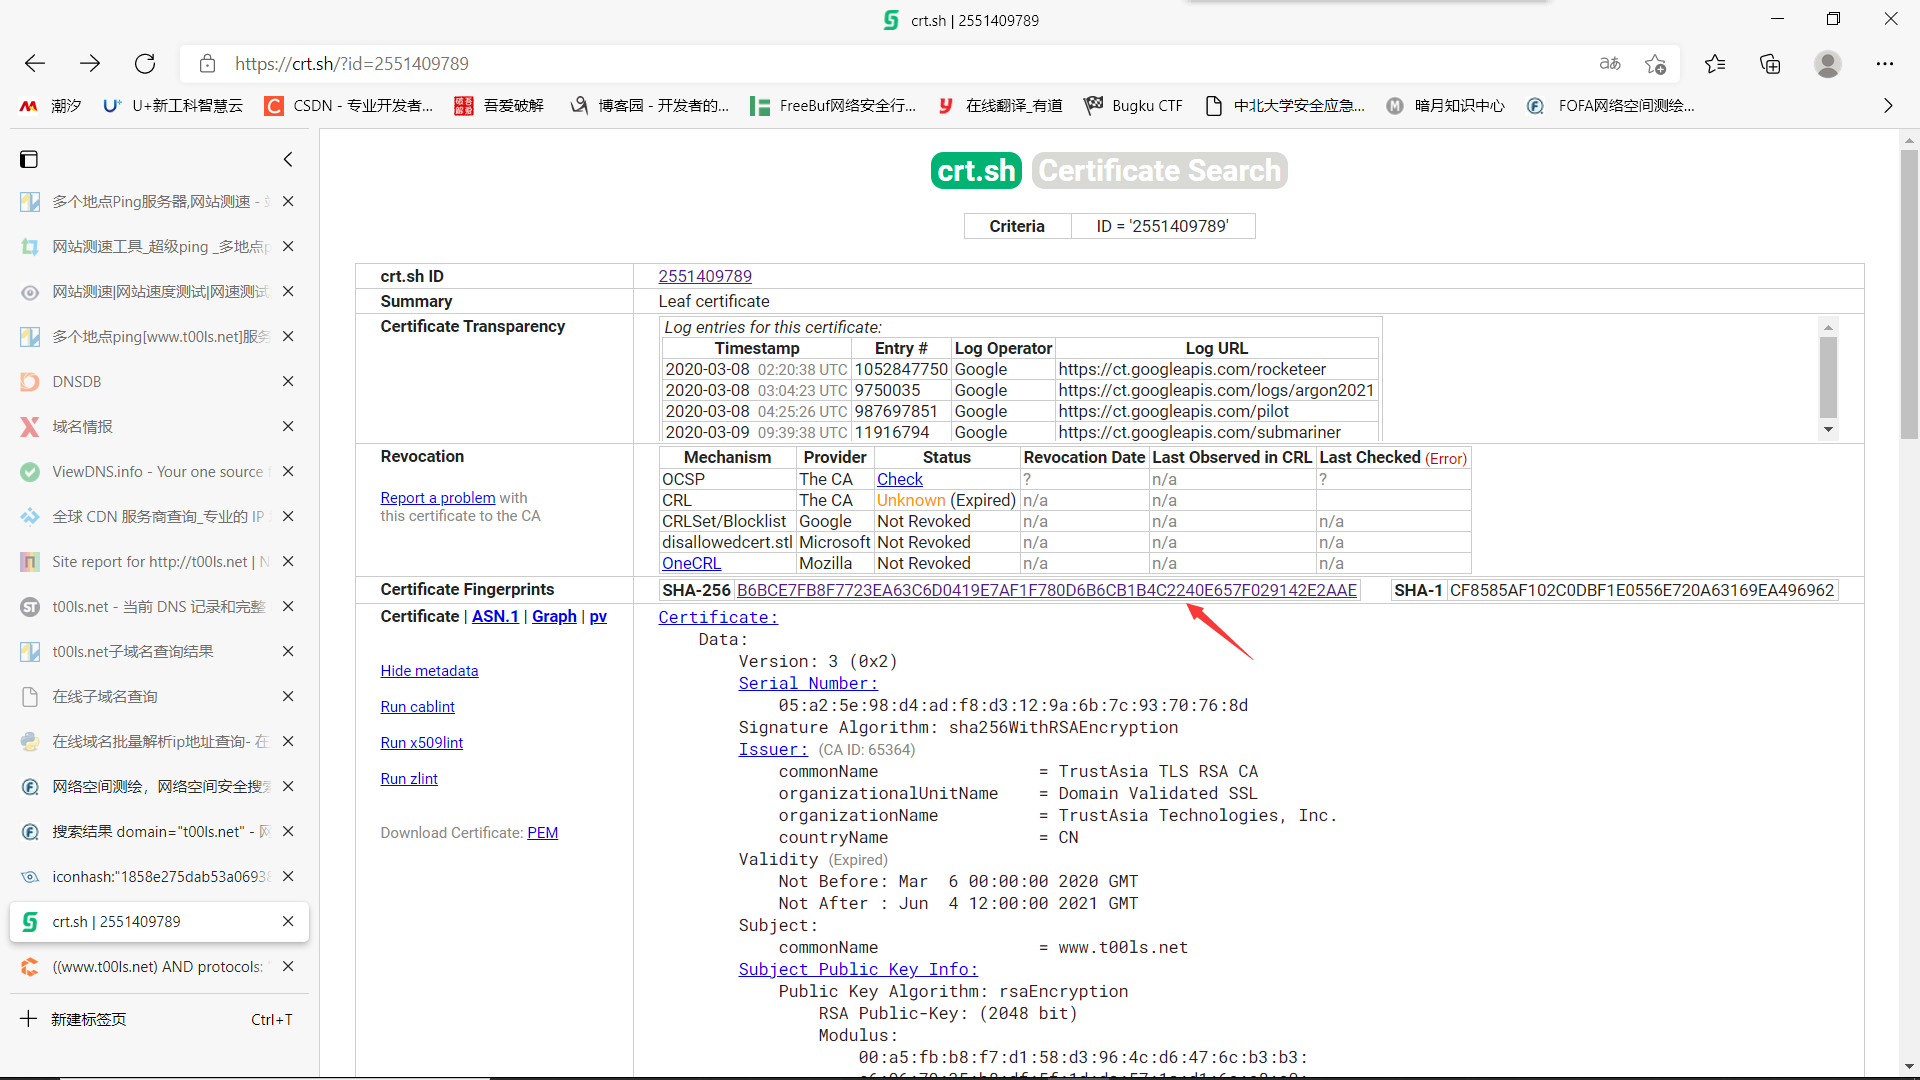 crt.sh | 2551409789
https://crt.sh/?id=2551409789
潮汐 U+新工科智慧云 CSDN - 专业开发者... 吾爱破解 博客园 - 开发者的... FreeBuf网络安全行... 在线翻译_有道 Bugku CTF 中北大学安全应急... 暗月知识中心 FOFA网络空间测绘...
多个地点Ping服务器,网站测速 -
网站测速工具_超级ping _多地点p
网站测速|网站速度测试|网速测试
多个地点ping[www.t00ls.net]服务
DNSDB
域名情报
ViewDNS.info - Your one source
全球 CDN 服务商查询_专业的 IP
Site report for http://t00ls.net | N
t00ls.net - 当前 DNS 记录和完整
t00ls.net子域名查询结果
在线子域名查询
在线域名批量解析ip地址查询- 在
网络空间测绘，网络空间安全搜索
搜索结果 domain="t00ls.net" - 网
iconhash:"1858e275dab53a06938
crt.sh | 2551409789
((www.t00ls.net) AND protocols:
新建标签页 Ctrl+T
crt.sh Certificate Search
Criteria ID = '2551409789'
crt.sh ID 2551409789
Summary Leaf certificate
Certificate Transparency Log entries for this certificate:
Timestamp Entry # Log Operator Log URL
2020-03-08 02:20:38 UTC 1052847750 Google https://ct.googleapis.com/rocketeer
2020-03-08 03:04:23 UTC 9750035 Google https://ct.googleapis.com/logs/argon2021
2020-03-08 04:25:26 UTC 987697851 Google https://ct.googleapis.com/pilot
2020-03-09 09:39:38 UTC 11916794 Google https://ct.googleapis.com/submariner
Revocation
Report a problem with
this certificate to the CA
Mechanism Provider Status Revocation Date Last Observed in CRL Last Checked (Error)
OCSP The CA Check ? n/a ?
CRL The CA Unknown (Expired) n/a n/a
CRLSet/Blocklist Google Not Revoked n/a n/a n/a
disallowedcert.stl Microsoft Not Revoked n/a n/a n/a
OneCRL Mozilla Not Revoked n/a n/a n/a
Certificate Fingerprints SHA-256 B6BCE7FB8F7723EA63C6D0419E7AF1F780D6B6CB1B4C2240E657F029142E2AAE SHA-1 CF8585AF102C0DBF1E0556E720A63169EA496962
Certificate | ASN.1 | Graph | pv
Hide metadata
Run cablint
Run x509lint
Run zlint
Download Certificate: PEM
Certificate:
Data:
Version: 3 (0x2)
Serial Number:
05:a2:5e:98:d4:ad:f8:d3:12:9a:6b:7c:93:70:76:8d
Signature Algorithm: sha256WithRSAEncryption
Issuer: (CA ID: 65364)
commonName = TrustAsia TLS RSA CA
organizationalUnitName = Domain Validated SSL
organizationName = TrustAsia Technologies, Inc.
countryName = CN
Validity (Expired)
Not Before: Mar 6 00:00:00 2020 GMT
Not After : Jun 4 12:00:00 2021 GMT
Subject:
commonName = www.t00ls.net
Subject Public Key Info:
Public Key Algorithm: rsaEncryption
RSA Public-Key: (2048 bit)
Modulus:
00:a5:fb:b8:f7:d1:58:d3:96:4c:d6:47:6c:b3:b3: